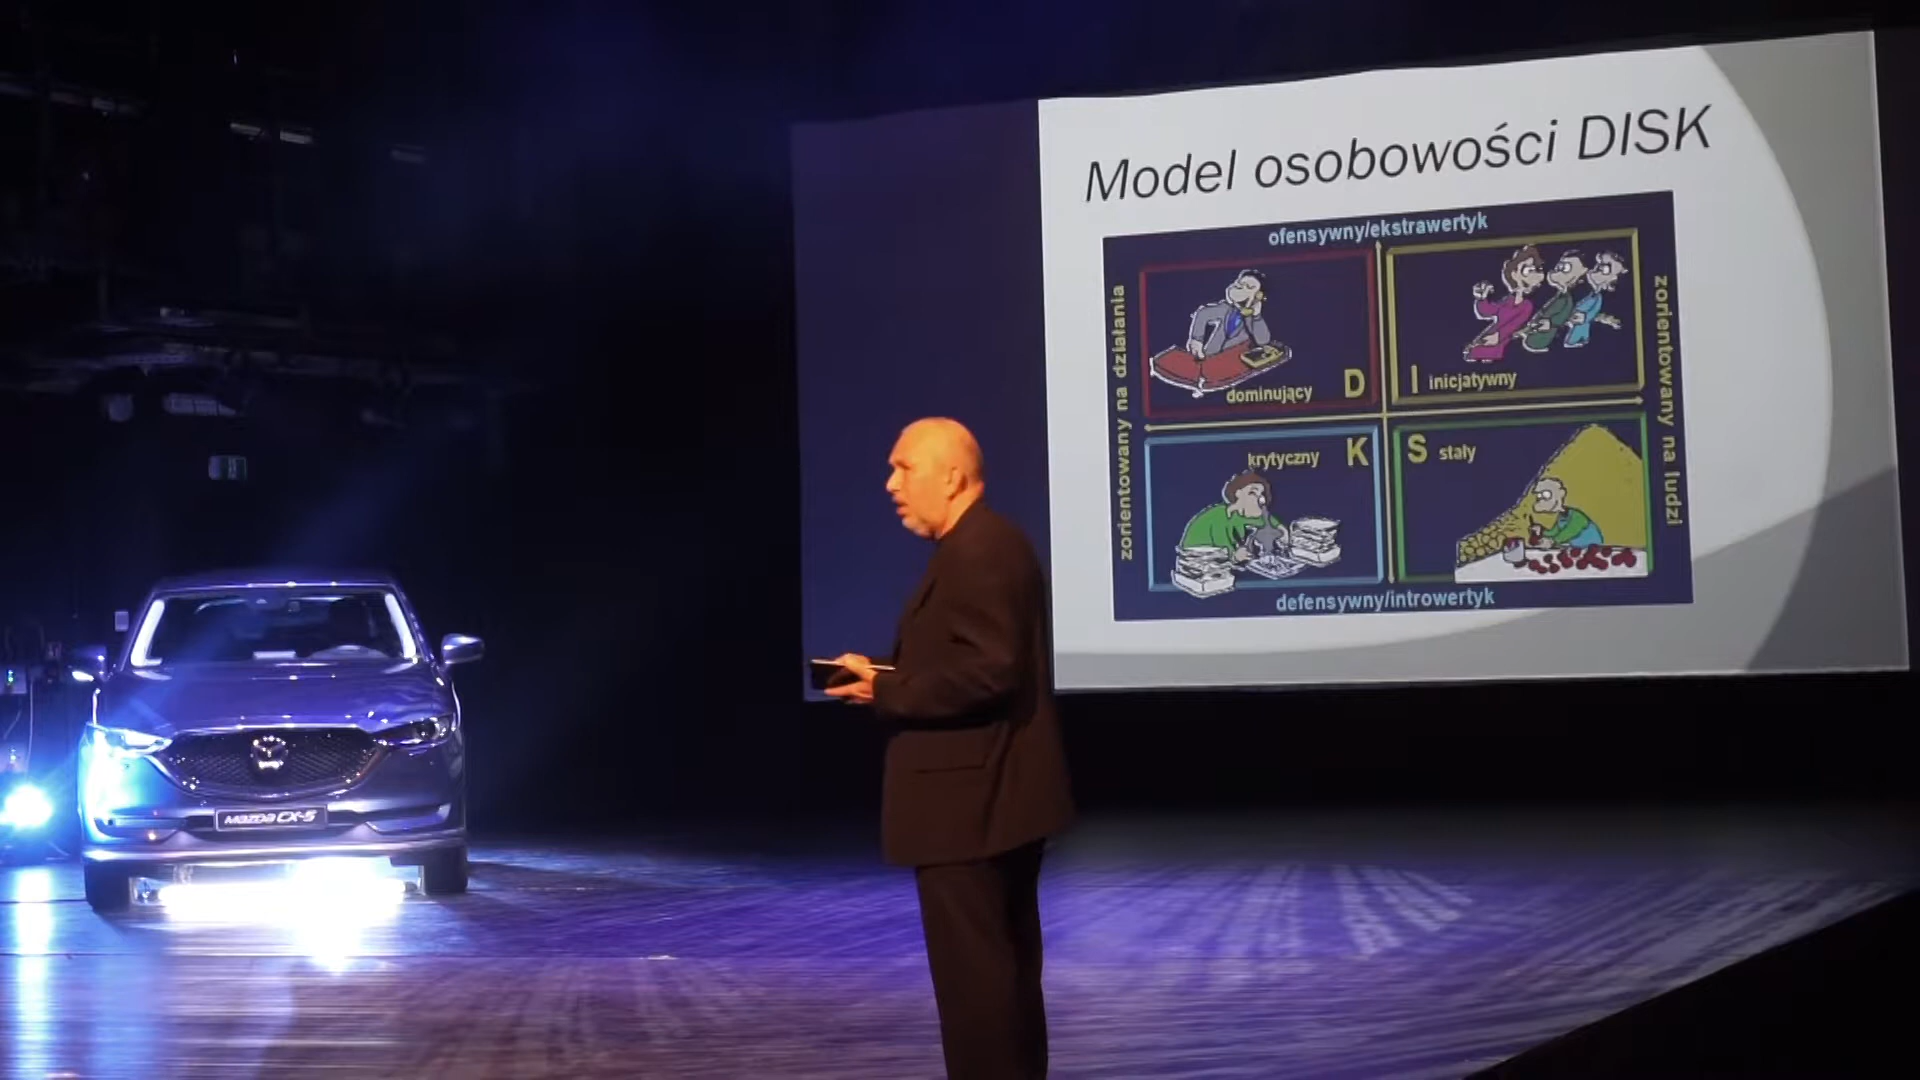 Model osobowości DISK
ofensywny/ekstrawertyk
zorientowany na działania
zorientowany na ludzi
dominujący D
I inicjatywny
krytyczny K
S stały
defensywny/introwertyk
mazda CX-5